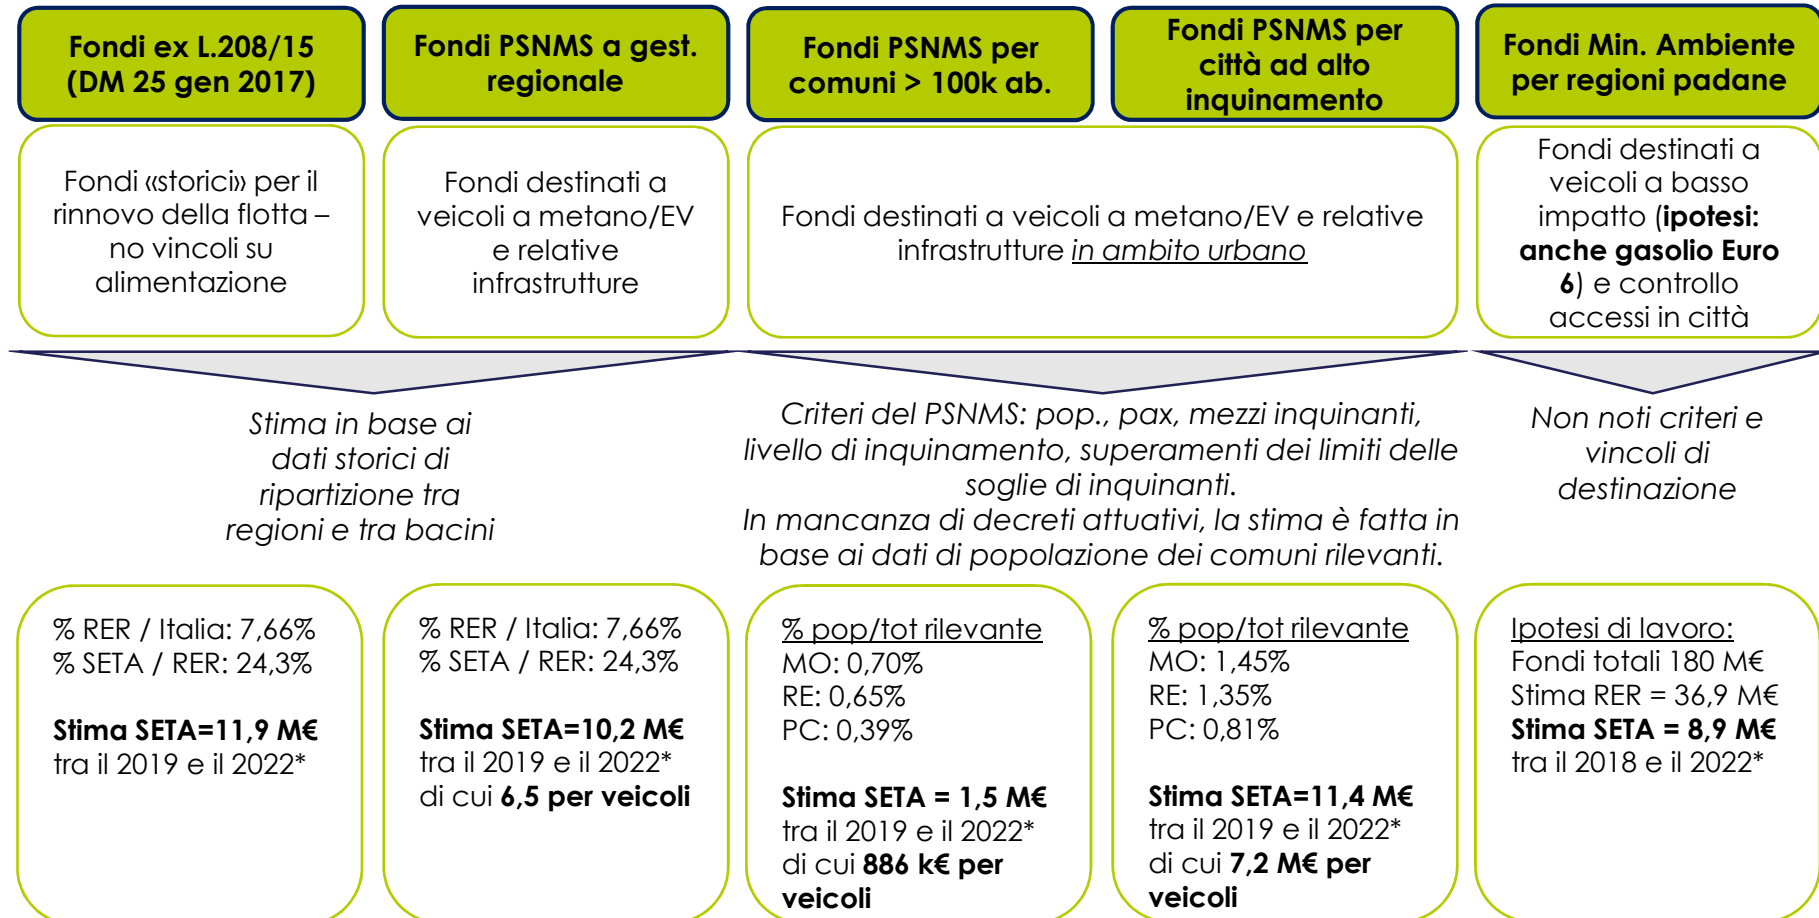 Fondi ex L.208/15
(DM 25 gen 2017)
Fondi PSNMS a gest.
regionale
Fondi PSNMS per
comuni > 100k ab.
Fondi PSNMS per
città ad alto
inquinamento
Fondi Min. Ambiente
per regioni padane
Fondi «storici» per il
rinnovo della flotta –
no vincoli su
alimentazione
Fondi destinati a
veicoli a metano/EV
e relative
infrastrutture
Fondi destinati a veicoli a metano/EV e relative
infrastrutture in ambito urbano
Fondi destinati a
veicoli a basso
impatto (ipotesi:
anche gasolio Euro
6) e controllo
accessi in città
Stima in base ai
dati storici di
ripartizione tra
regioni e tra bacini
Criteri del PSNMS: pop., pax, mezzi inquinanti,
livello di inquinamento, superamenti dei limiti delle
soglie di inquinanti.
In mancanza di decreti attuativi, la stima è fatta in
base ai dati di popolazione dei comuni rilevanti.
Non noti criteri e
vincoli di
destinazione
% RER / Italia: 7,66%
% SETA / RER: 24,3%
Stima SETA=11,9 M€
tra il 2019 e il 2022*
% RER / Italia: 7,66%
% SETA / RER: 24,3%
Stima SETA=10,2 M€
tra il 2019 e il 2022*
di cui 6,5 per veicoli
% pop/tot rilevante
MO: 0,70%
RE: 0,65%
PC: 0,39%
Stima SETA = 1,5 M€
tra il 2019 e il 2022*
di cui 886 k€ per
veicoli
% pop/tot rilevante
MO: 1,45%
RE: 1,35%
PC: 0,81%
Stima SETA=11,4 M€
tra il 2019 e il 2022*
di cui 7,2 M€ per
veicoli
Ipotesi di lavoro:
Fondi totali 180 M€
Stima RER = 36,9 M€
Stima SETA = 8,9 M€
tra il 2018 e il 2022*